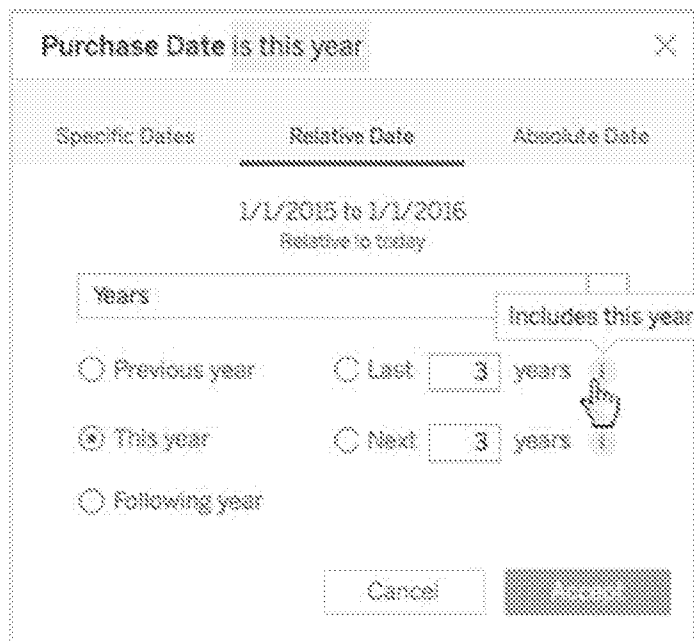 Purchase Date is this year
Specific Dates Relative Date Absolute Date
1/1/2015 to 1/1/2016
Relative to today
Years
Includes this year
Previous year Last 3 years i
This year Next 3 years i
Following year
Cancel Accept